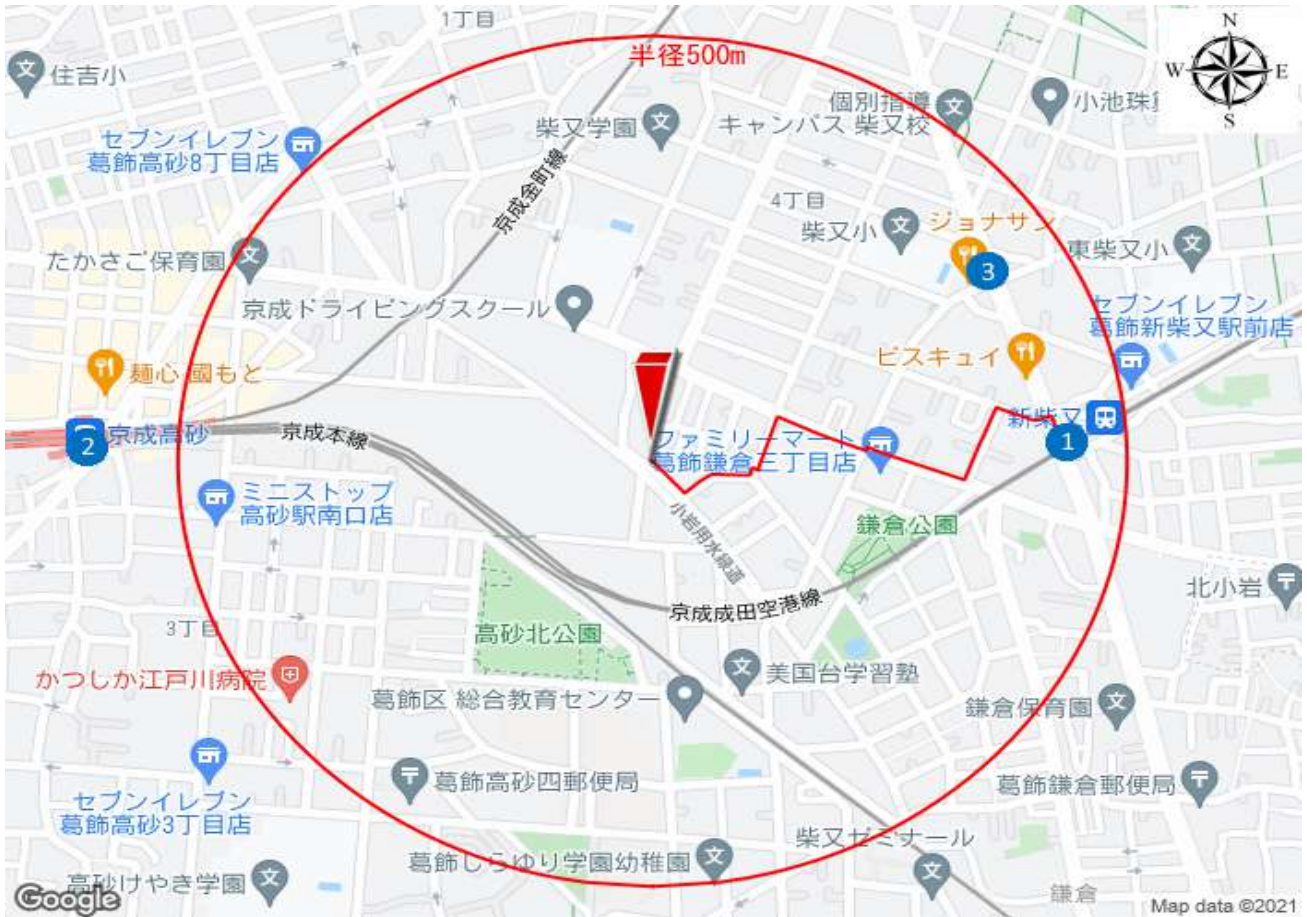 1丁目
半径500m
N
W
E
S
住吉小
セブンイレブン
葛飾高砂8丁目店
柴又学園
個別指導
キャンパス 柴又校
京成金町線
4丁目
柴又小
ジョナサン
3
東柴又小
たかさご保育園
京成ドライビングスクール
セブンイレブン
葛飾新柴又駅前店
ビスキュイ
麺心 國もと
京成高砂
2
京成本線
新柴又
1
ファミリーマート
葛飾鎌倉三丁目店
ミニストップ
高砂駅南口店
小岩用水緑道
鎌倉公園
北小岩
京成成田空港線
3丁目
高砂北公園
かつしか江戸川病院
美国台学習塾
葛飾区 総合教育センター
鎌倉保育園
葛飾高砂四郵便局
葛飾鎌倉郵便局
セブンイレブン
葛飾高砂3丁目店
柴又ゼミナール
葛飾しらゆり学園幼稚園
高砂けやき学園
鎌倉
Google
Map data ©2021